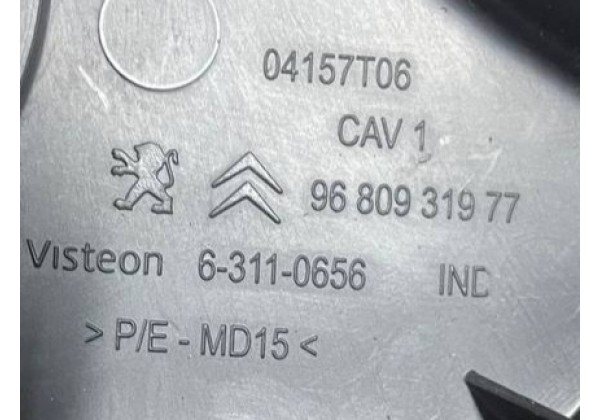 04157T06
CAV 1
96 809 319 77
Visteon 6-311-0656 IND
> P/E - MD15 <